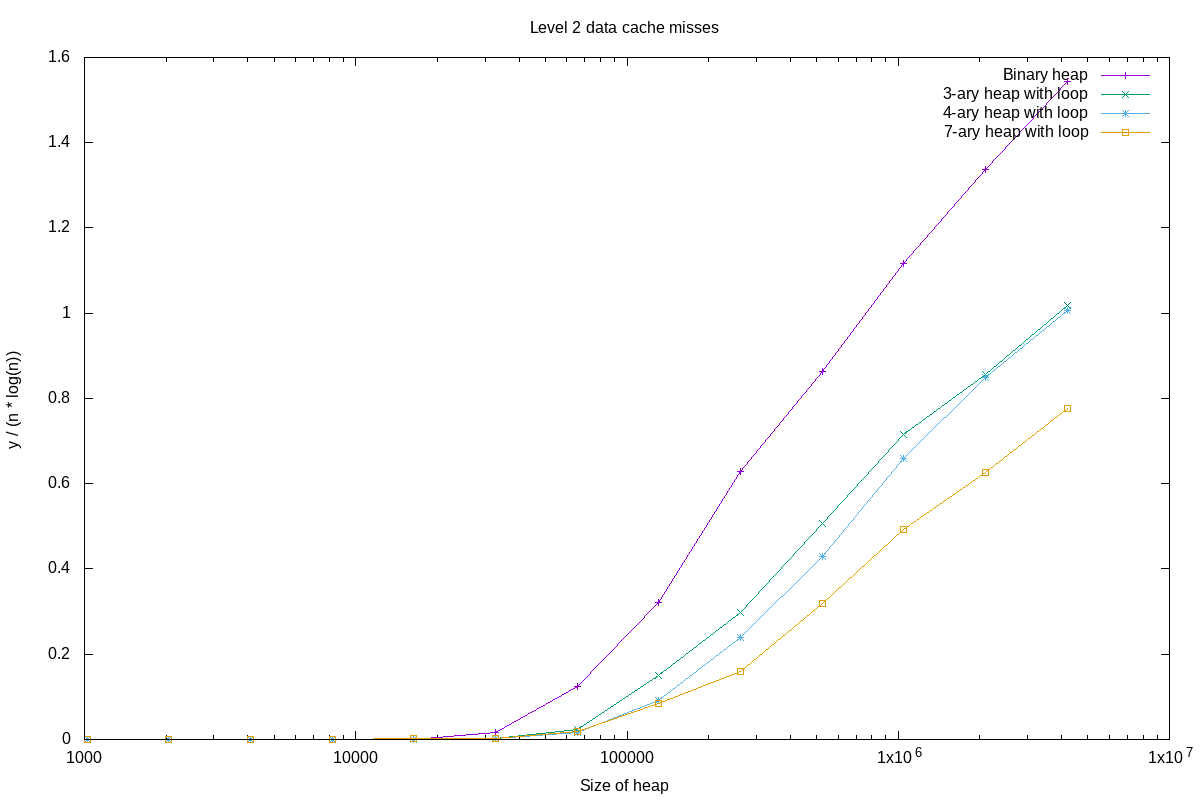 Level 2 data cache misses
1.6
1.4
1.2
1
0.8
0.6
0.4
0.2
0
y / (n * log(n))
Binary heap
3-ary heap with loop
4-ary heap with loop
7-ary heap with loop
1000
10000
100000
1x10^6
1x10^7
Size of heap